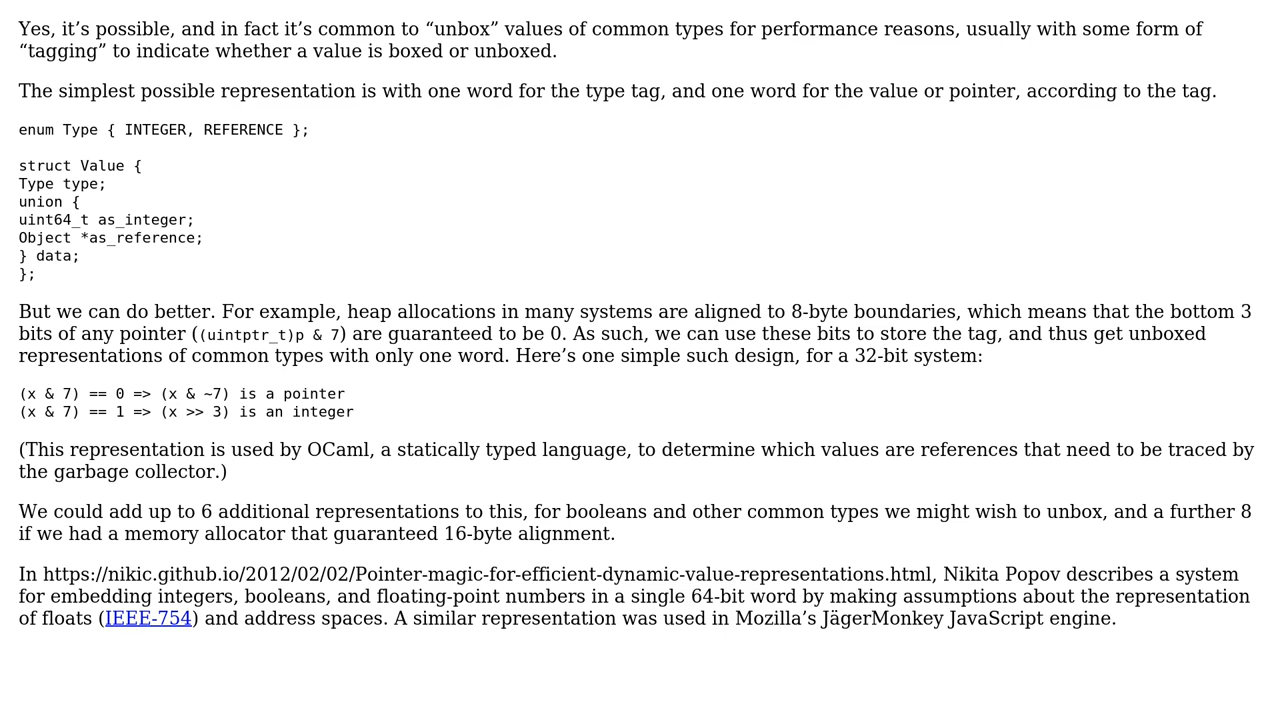 Yes, it’s possible, and in fact it’s common to “unbox” values of common types for performance reasons, usually with some form of
“tagging” to indicate whether a value is boxed or unboxed.
The simplest possible representation is with one word for the type tag, and one word for the value or pointer, according to the tag.
enum Type { INTEGER, REFERENCE };
struct Value {
Type type;
union {
uint64_t as_integer;
Object *as_reference;
} data;
};
But we can do better. For example, heap allocations in many systems are aligned to 8-byte boundaries, which means that the bottom 3
bits of any pointer ((uintptr_t)p & 7) are guaranteed to be 0. As such, we can use these bits to store the tag, and thus get unboxed
representations of common types with only one word. Here’s one simple such design, for a 32-bit system:
(x & 7) == 0 => (x & ~7) is a pointer
(x & 7) == 1 => (x >> 3) is an integer
(This representation is used by OCaml, a statically typed language, to determine which values are references that need to be traced by
the garbage collector.)
We could add up to 6 additional representations to this, for booleans and other common types we might wish to unbox, and a further 8
if we had a memory allocator that guaranteed 16-byte alignment.
In https://nikic.github.io/2012/02/02/Pointer-magic-for-efficient-dynamic-value-representations.html, Nikita Popov describes a system
for embedding integers, booleans, and floating-point numbers in a single 64-bit word by making assumptions about the representation
of floats (IEEE-754) and address spaces. A similar representation was used in Mozilla’s JägerMonkey JavaScript engine.